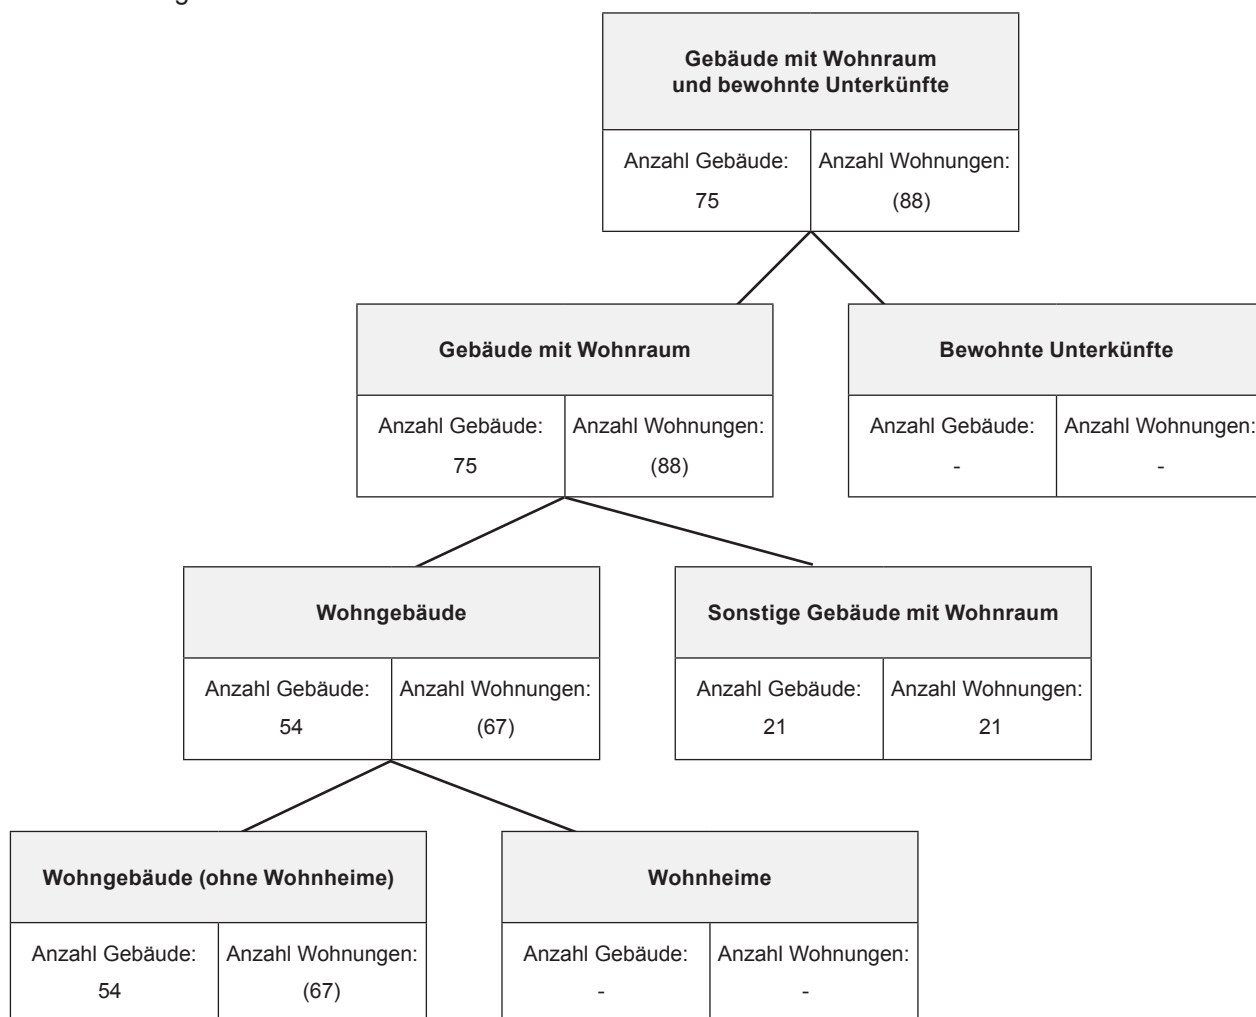 Gebäude mit Wohnraum
und bewohnte Unterkünfte
Anzahl Gebäude: Anzahl Wohnungen:
75 (88)
Gebäude mit Wohnraum
Anzahl Gebäude: Anzahl Wohnungen:
75 (88)
Bewohnte Unterkünfte
Anzahl Gebäude: Anzahl Wohnungen:
- -
Wohngebäude
Anzahl Gebäude: Anzahl Wohnungen:
54 (67)
Sonstige Gebäude mit Wohnraum
Anzahl Gebäude: Anzahl Wohnungen:
21 21
Wohngebäude (ohne Wohnheime)
Anzahl Gebäude: Anzahl Wohnungen:
54 (67)
Wohnheime
Anzahl Gebäude: Anzahl Wohnungen:
- -